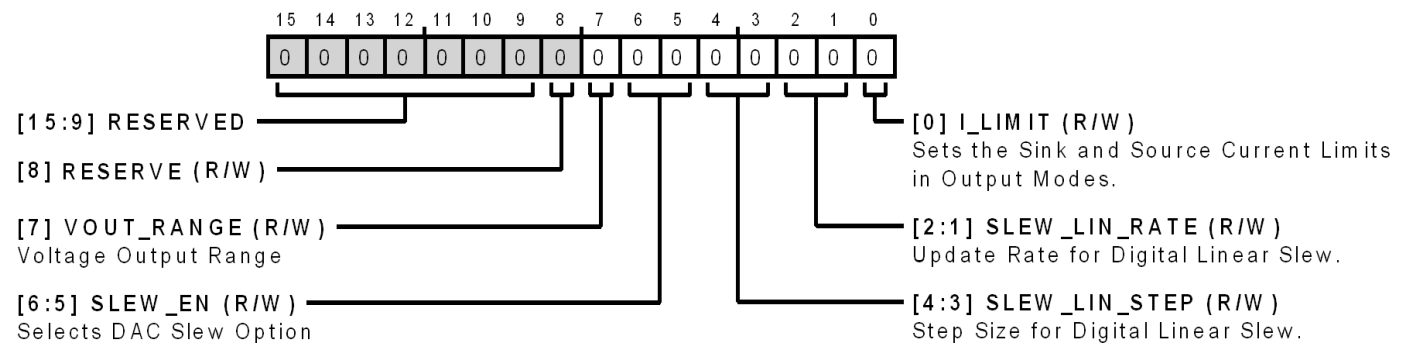 15 14 13 12 11 10 9 8 7 6 5 4 3 2 1 0
0 0 0 0 0 0 0 0 0 0 0 0 0 0 0 0
[15:9] RESERVED
[8] RESERVE (R/W)
[7] VOUT_RANGE (R/W)
Voltage Output Range
[6:5] SLEW_EN (R/W)
Selects DAC Slew Option
[0] I_LIMIT (R/W)
Sets the Sink and Source Current Limits
in Output Modes.
[2:1] SLEW_LIN_RATE (R/W)
Update Rate for Digital Linear Slew.
[4:3] SLEW_LIN_STEP (R/W)
Step Size for Digital Linear Slew.